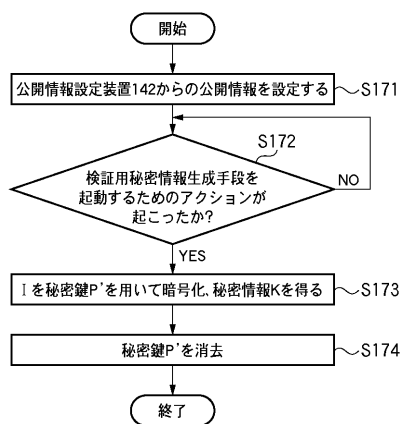 開始
公開情報設定装置142からの公開情報を設定する
S171
S172
検証用秘密情報生成手段を
起動するためのアクションが
起こったか?
NO
YES
Iを秘密鍵P'を用いて暗号化、秘密情報Kを得る
S173
秘密鍵P'を消去
S174
終了